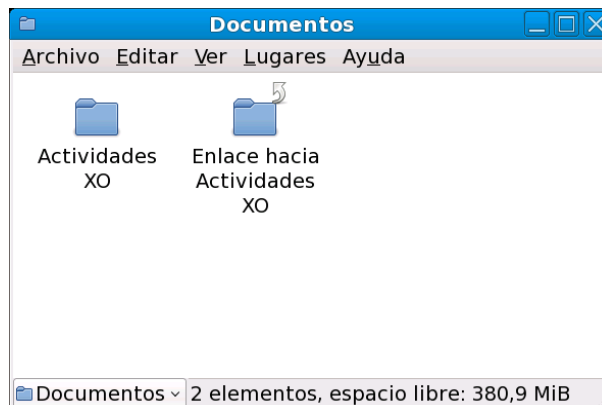 Documentos
Archivo Editar Ver Lugares Ayuda
Actividades
XO
Enlace hacia
Actividades
XO
Documentos 2 elementos, espacio libre: 380,9 MiB